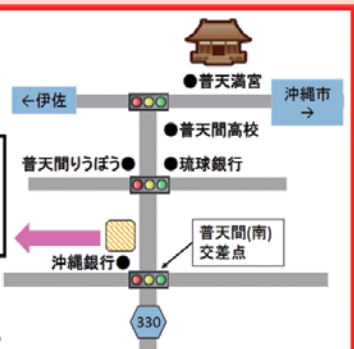 ●普天満宮
←伊佐
沖縄市
→
●普天間高校
普天間りうぼう●
●琉球銀行
普天間(南)
交差点
沖縄銀行●
330